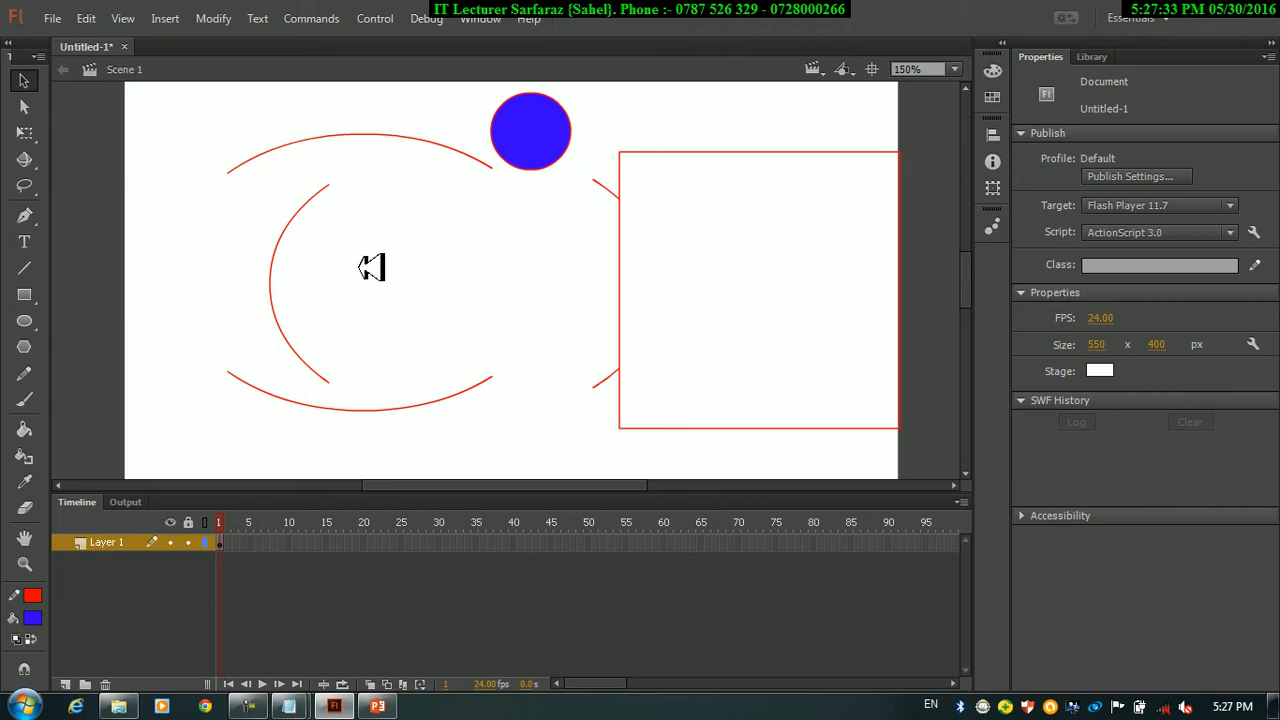 IT Lecturer Sarfaraz {Sahel}. Phone :- 0787 526 329 - 0728000266
5:27:33 PM 05/30/2016
Fl File Edit View Insert Modify Text Commands Control Debug Window Help Essentials
Untitled-1* ×
Scene 1
150%
Properties Library
Document
Fl
Untitled-1
Publish
Profile: Default
Publish Settings...
Target: Flash Player 11.7
Script: ActionScript 3.0
Class:
Properties
FPS: 24.00
Size: 550 x 400 px
Stage:
SWF History
Log Clear
Accessibility
T
Timeline Output
1 5 10 15 20 25 30 35 40 45 50 55 60 65 70 75 80 85 90 95
Layer 1
1 24.00fps 0.0s
EN
5:27 PM